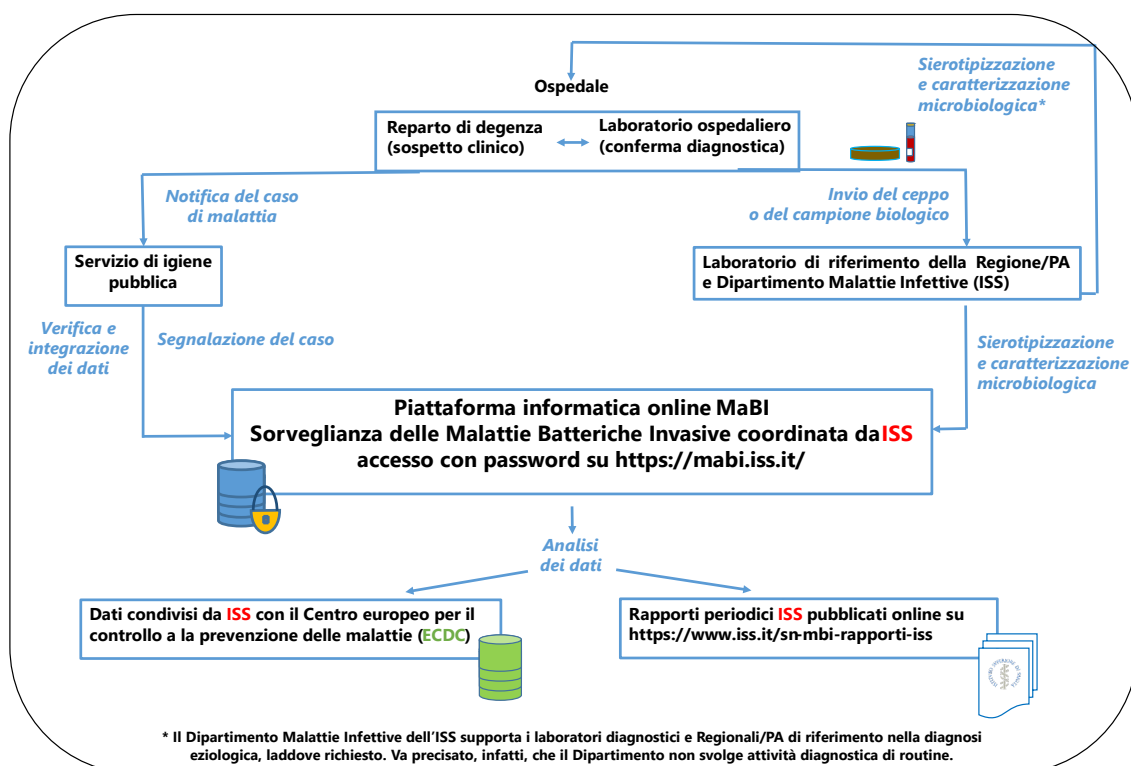 Ospedale
Sierotipizzazione
e caratterizzazione
microbiologica*
Reparto di degenza
(sospetto clinico)
Laboratorio ospedaliero
(conferma diagnostica)
Notifica del caso
di malattia
Invio del ceppo
o del campione biologico
Servizio di igiene
pubblica
Laboratorio di riferimento della Regione/PA
e Dipartimento Malattie Infettive (ISS)
Verifica e
integrazione
dei dati
Segnalazione del caso
Sierotipizzazione
e caratterizzazione
microbiologica
Piattaforma informatica online MaBI
Sorveglianza delle Malattie Batteriche Invasive coordinata da ISS
accesso con password su https://mabi.iss.it/
Analisi
dei dati
Dati condivisi da ISS con il Centro europeo per il
controllo a la prevenzione delle malattie (ECDC)
Rapporti periodici ISS pubblicati online su
https://www.iss.it/sn-mbi-rapporti-iss
* Il Dipartimento Malattie Infettive dell'ISS supporta i laboratori diagnostici e Regionali/PA di riferimento nella diagnosi
eziologica, laddove richiesto. Va precisato, infatti, che il Dipartimento non svolge attività diagnostica di routine.